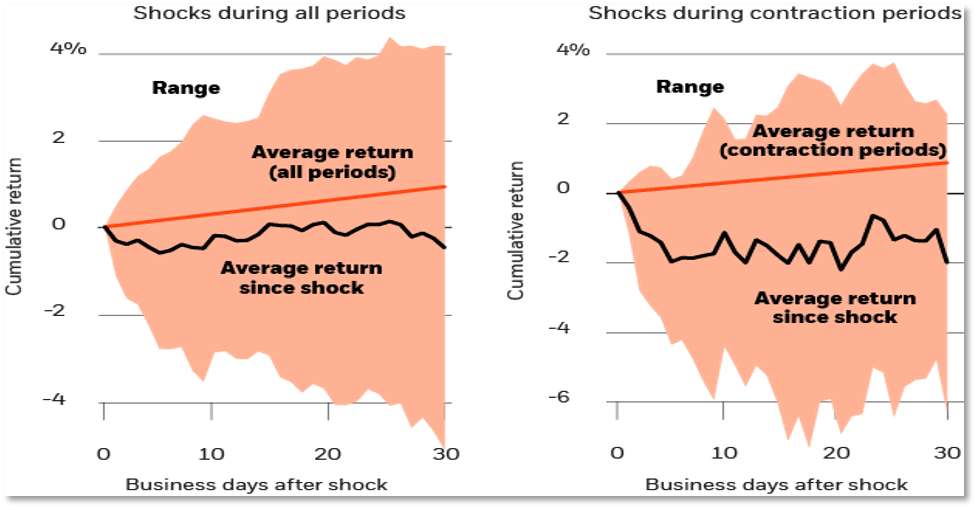 Shocks during all periods
4%
Range
2
Average return
(all periods)
0
Average return
since shock
-2
-4
Cumulative return
0 10 20 30
Business days after shock
Shocks during contraction periods
4%
Range
2
Average return
(contraction periods)
0
-2
Average return
since shock
-4
-6
Cumulative return
0 10 20 30
Business days after shock